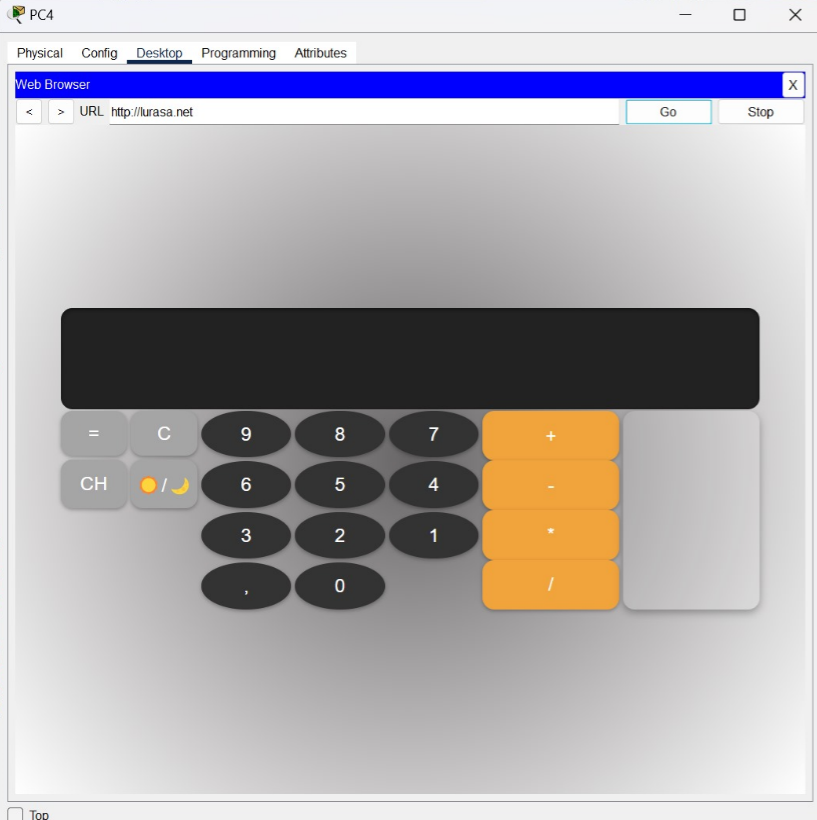 PC4
Physical Config Desktop Programming Attributes
Web Browser X
< > URL http://lurasa.net Go Stop
= C 9 8 7 +
CH ☀️/🌙 6 5 4 -
3 2 1 *
, 0 /
Top